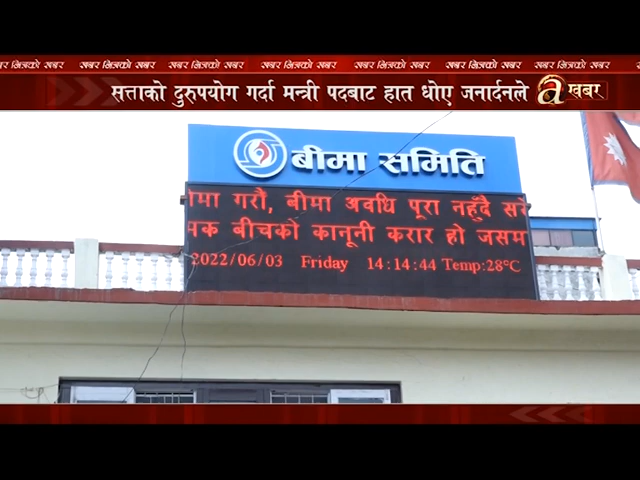 खबर भित्रको खबर खबर भित्रको खबर खबर भित्रको खबर खबर भित्रको खबर खबर भित्रको खबर खबर भित्रको खबर खबर भित्रको खबर
सत्ताको दुरुपयोग गर्दा मन्त्री पदबाट हात धोए जनार्दनले a खबर
बीमा समिति
गरौ, बीमा अवधि पूरा नहुँदै
बीचको कानूनी करार हो जसम
2022/06/03 Friday 14:14:44 Temp:28°C